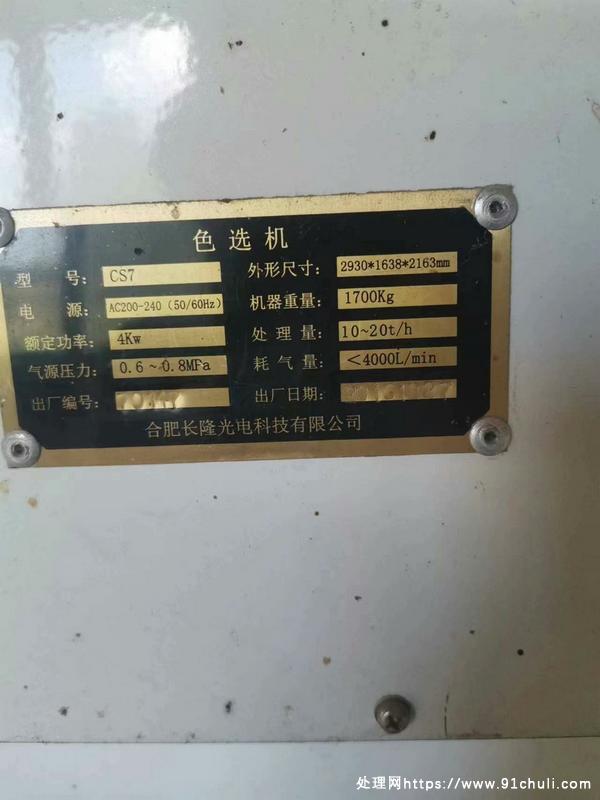 色选机
型 号: CS7 外形尺寸: 2930*1638*2163mm
电 源: AC200-240 (50/60Hz) 机器重量: 1700Kg
额定功率: 4Kw 处 理 量: 10~20t/h
气源压力: 0.6~0.8MPa 耗 气 量: <4000L/min
出厂编号: 出厂日期:
合肥长隆光电科技有限公司
处理网https://www.91chuli.com